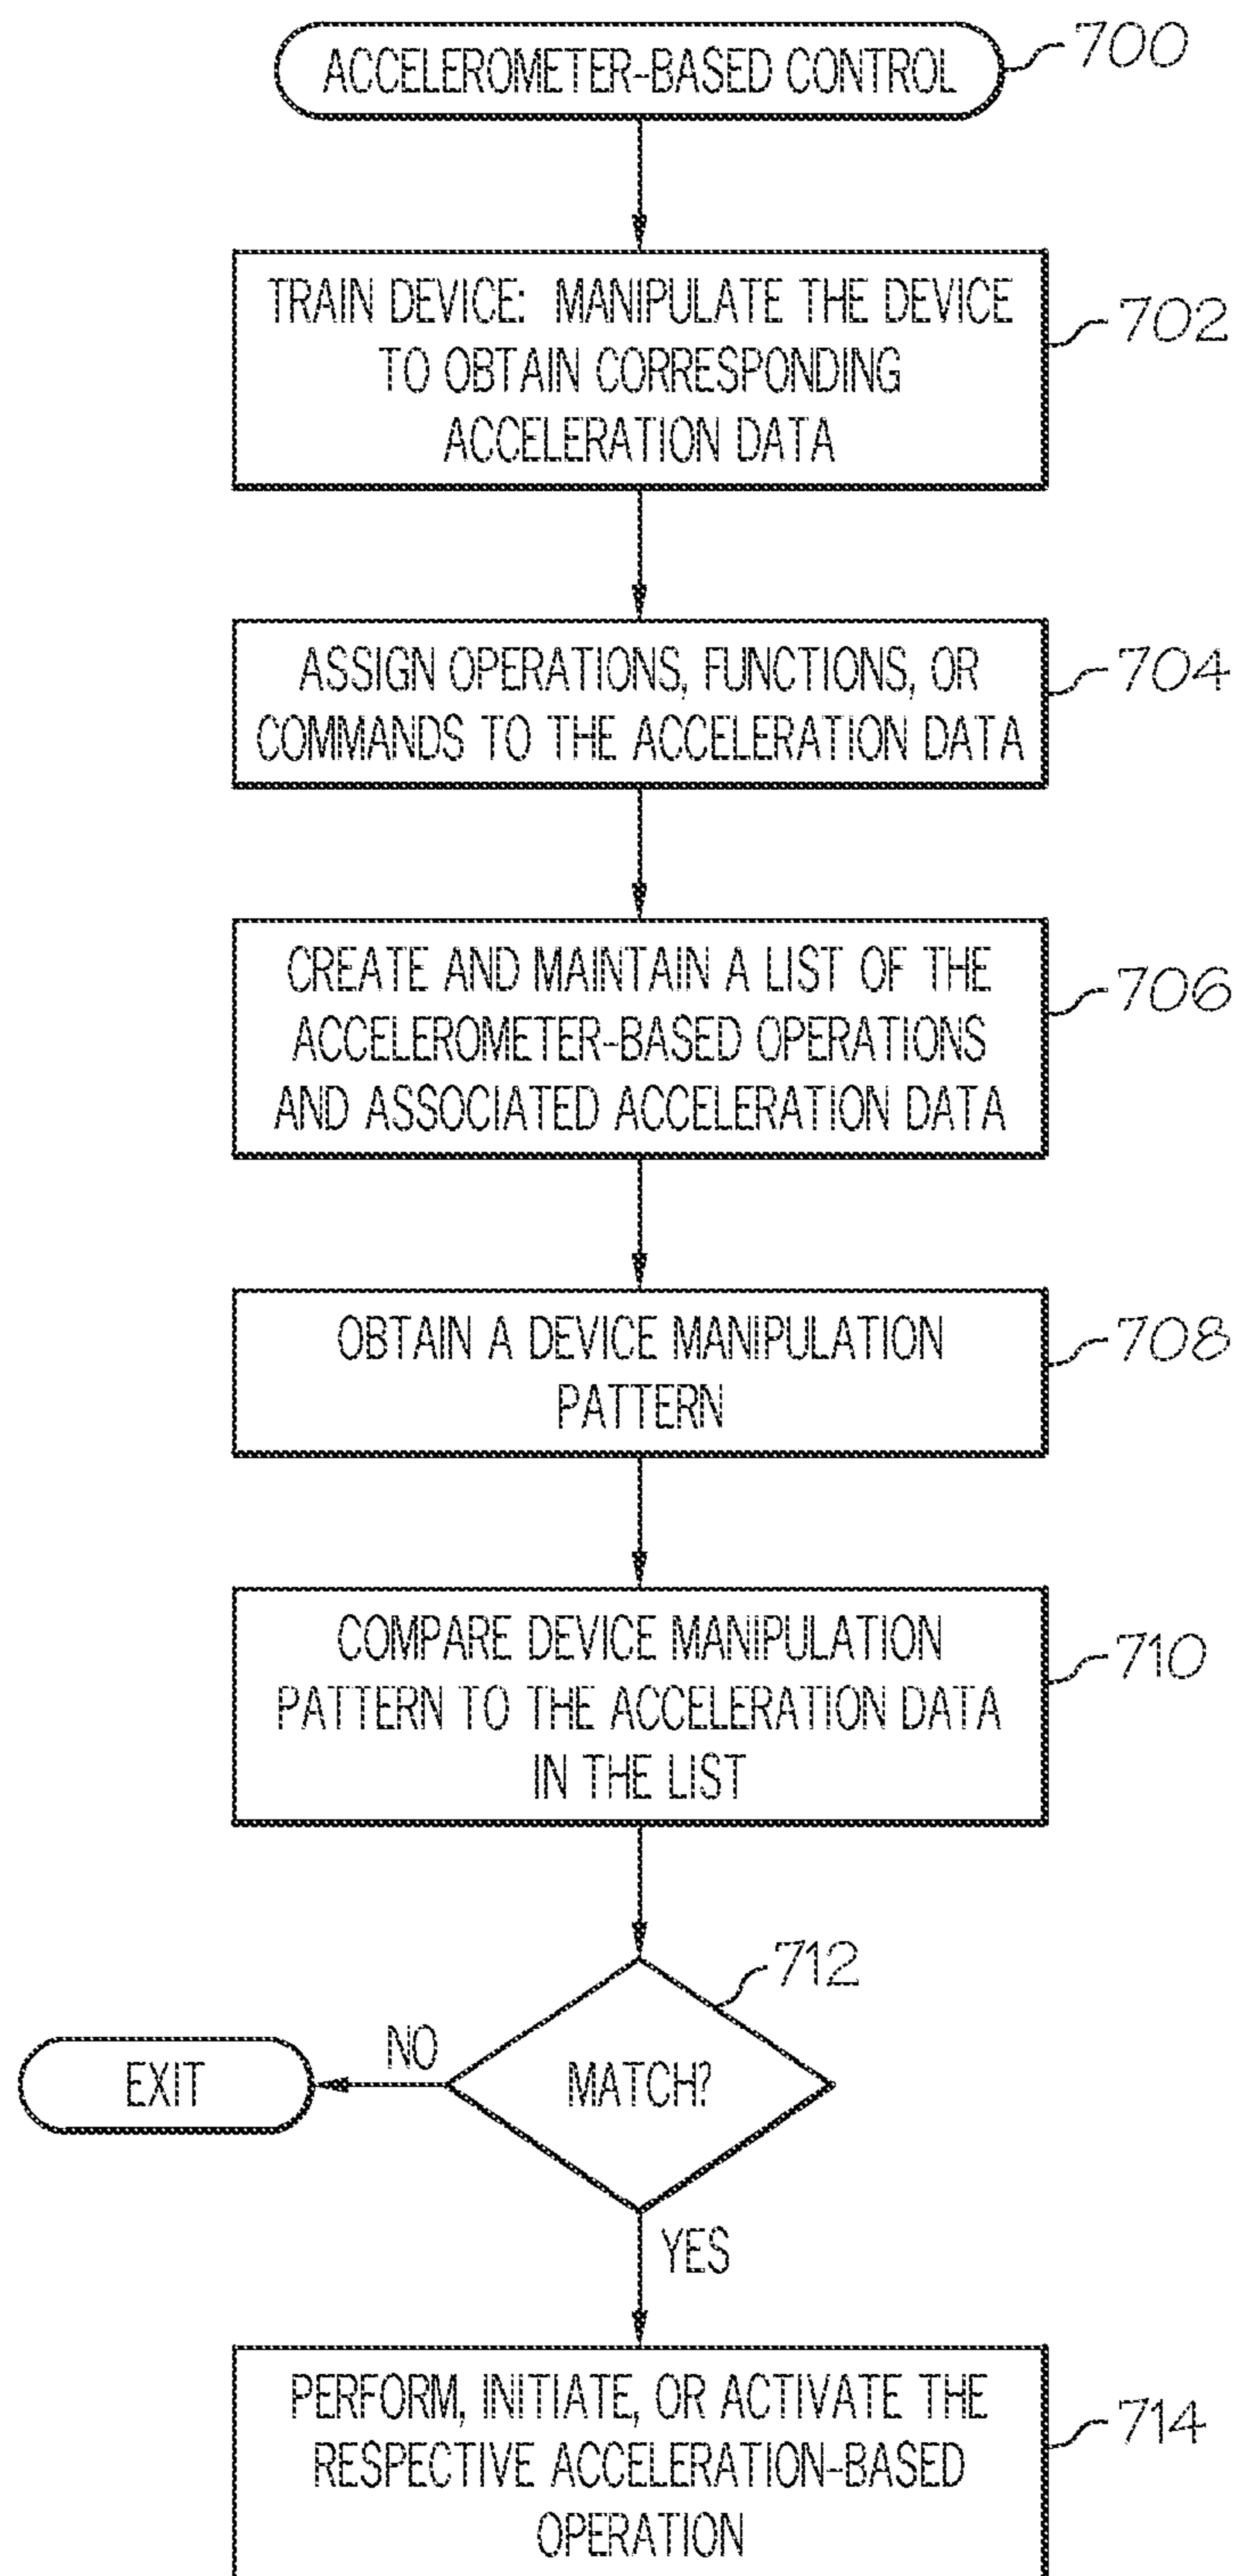 ACCELEROMETER-BASED CONTROL
700
TRAIN DEVICE: MANIPULATE THE DEVICE
TO OBTAIN CORRESPONDING
ACCELERATION DATA
702
ASSIGN OPERATIONS, FUNCTIONS, OR
COMMANDS TO THE ACCELERATION DATA
704
CREATE AND MAINTAIN A LIST OF THE
ACCELEROMETER-BASED OPERATIONS
AND ASSOCIATED ACCELERATION DATA
706
OBTAIN A DEVICE MANIPULATION
PATTERN
708
COMPARE DEVICE MANIPULATION
PATTERN TO THE ACCELERATION DATA
IN THE LIST
710
712
MATCH?
NO
EXIT
YES
PERFORM, INITIATE, OR ACTIVATE THE
RESPECTIVE ACCELERATION-BASED
OPERATION
714